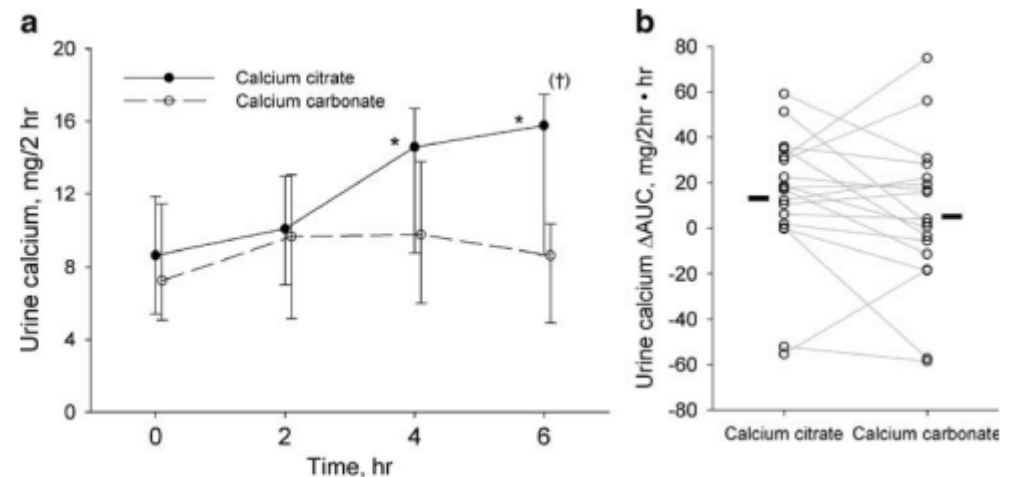 a
20
16
12
8
4
0
Urine calcium, mg/2 hr
Calcium citrate
Calcium carbonate
*
*
(†)
0 2 4 6
Time, hr
b
80
60
40
20
0
-20
-40
-60
-80
Urine calcium ΔAUC, mg/2hr • hr
Calcium citrate Calcium carbonate